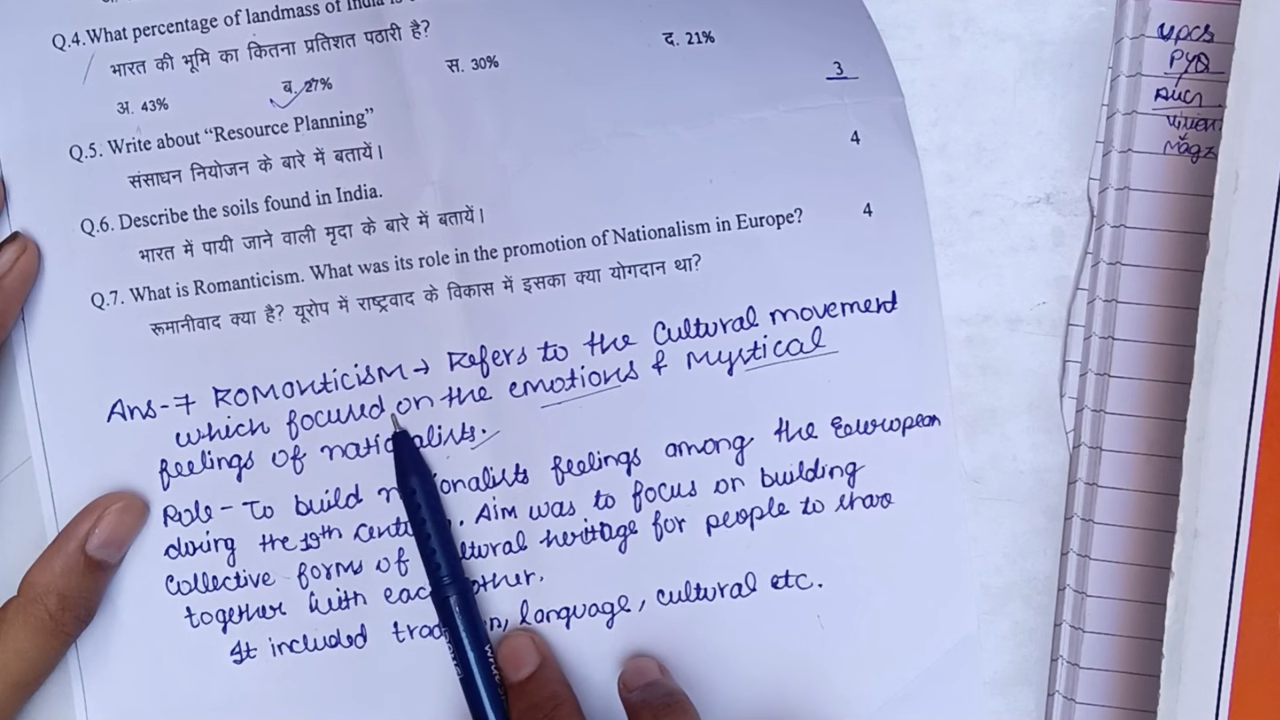 Q.4.What percentage of landmass of India is
भारत की भूमि का कितना प्रतिशत पठारी है?
अ. 43% ब. 27% स. 30% द. 21%
3
Q.5. Write about “Resource Planning”
संसाधन नियोजन के बारे में बतायें।
4
Q.6. Describe the soils found in India.
भारत में पायी जाने वाली मृदा के बारे में बतायें।
4
Q.7. What is Romanticism. What was its role in the promotion of Nationalism in Europe?
रूमानीवाद क्या है? यूरोप में राष्ट्रवाद के विकास में इसका क्या योगदान था?
Ans-7 Romonticism→ Refers to the Cultural movement
which focused on the emotions & Mystical
feelings of
Role - To build feelings among the Eeuropean
during the 19th Aim was to focus on building
Collective forms of heritage for people to share
together with other.
It included language, cultural etc.
upcs
PYQ